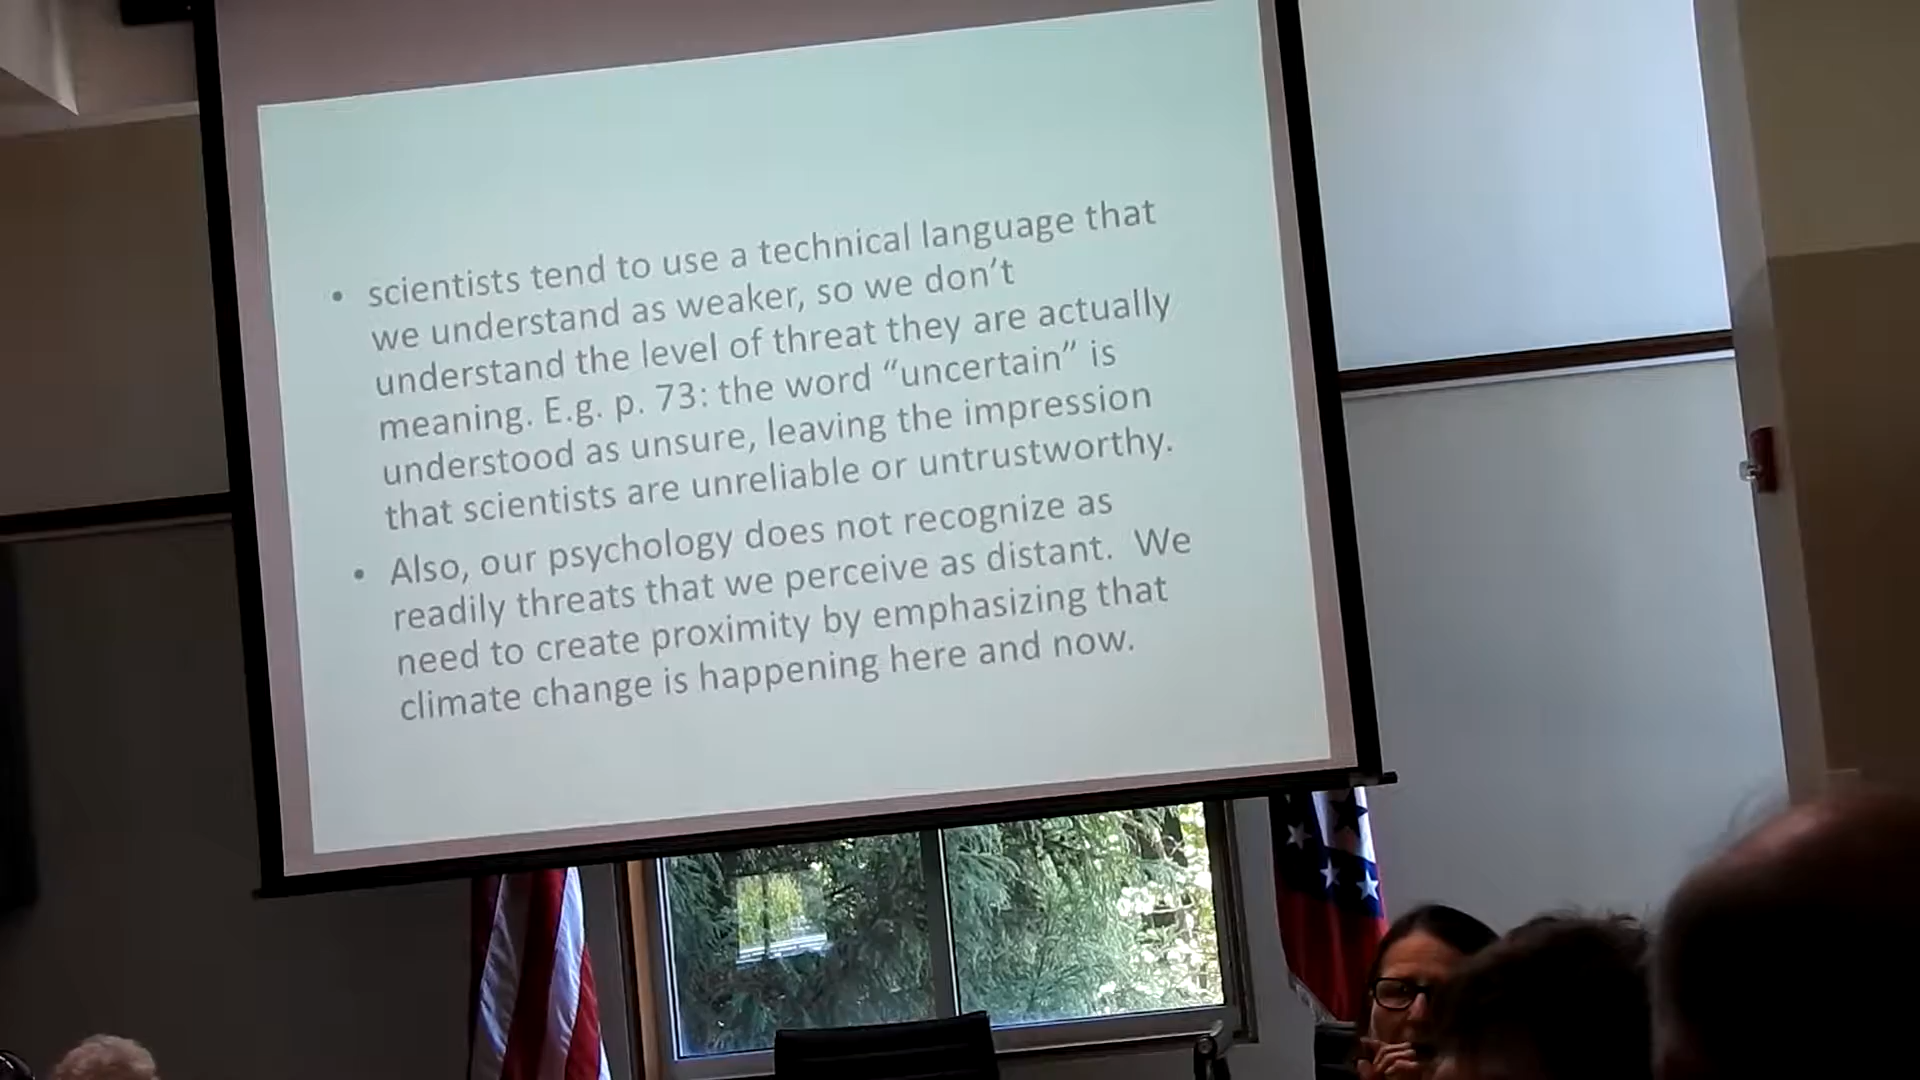 • scientists tend to use a technical language that
we understand as weaker, so we don’t
understand the level of threat they are actually
meaning. E.g. p. 73: the word “uncertain” is
understood as unsure, leaving the impression
that scientists are unreliable or untrustworthy.
• Also, our psychology does not recognize as
readily threats that we perceive as distant.  We
need to create proximity by emphasizing that
climate change is happening here and now.